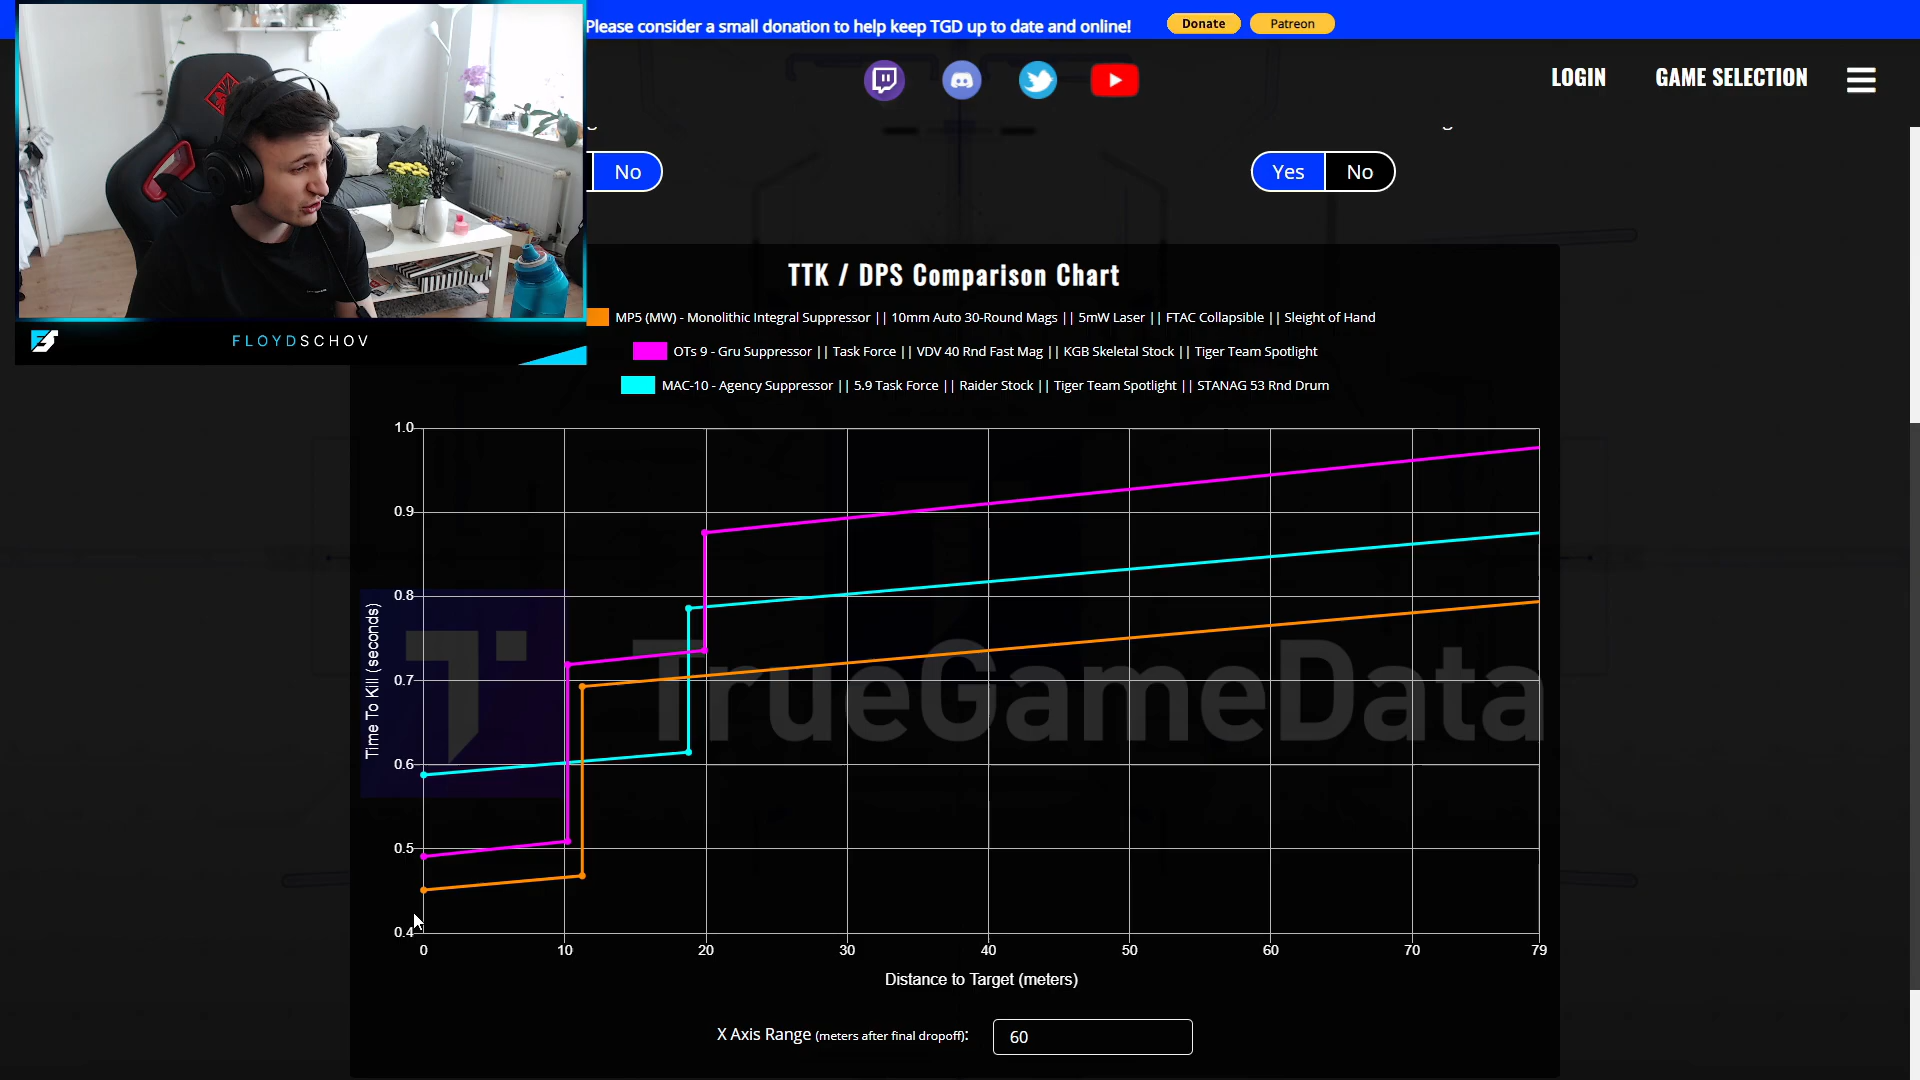 Please consider a small donation to help keep TGD up to date and online!
Donate
Patreon
LOGIN
GAME SELECTION
No
Yes
No
FLOYDSCHOV
TTK / DPS Comparison Chart
MP5 (MW) - Monolithic Integral Suppressor || 10mm Auto 30-Round Mags || 5mW Laser || FTAC Collapsible || Sleight of Hand
OTs 9 - Gru Suppressor || Task Force || VDV 40 Rnd Fast Mag || KGB Skeletal Stock || Tiger Team Spotlight
MAC-10 - Agency Suppressor || 5.9 Task Force || Raider Stock || Tiger Team Spotlight || STANAG 53 Rnd Drum
1.0
0.9
0.8
0.7
0.6
0.5
0.4
Time To Kill (seconds)
TrueGameData
0 10 20 30 40 50 60 70 79
Distance to Target (meters)
X Axis Range (meters after final dropoff):
60